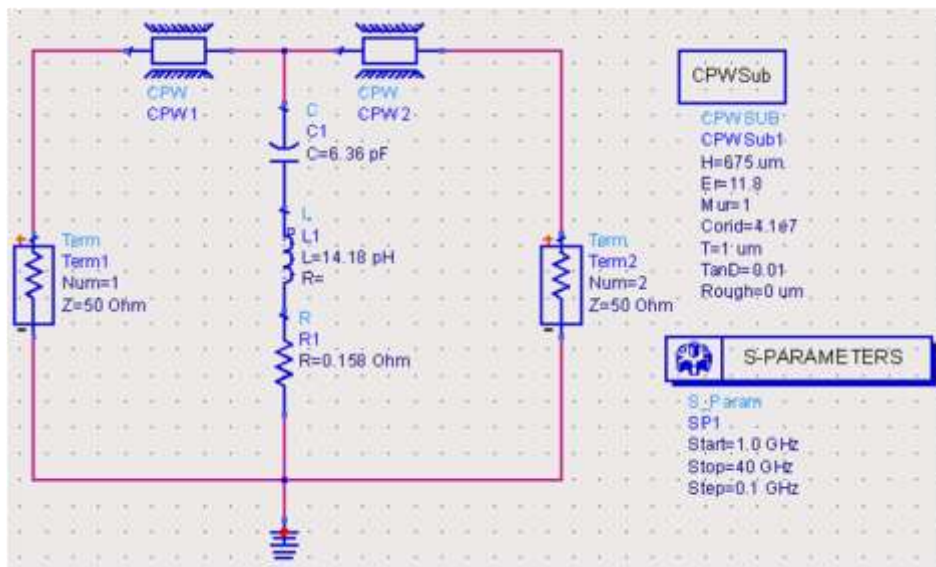 CPW
CPW1
CPW
CPW2
C
C1
C=6.36 pF
L
L1
L=14.18 pH
R=
R
R1
R=0.158 Ohm
Term
Term1
Num=1
Z=50 Ohm
Term
Term2
Num=2
Z=50 Ohm
CPWSub
CPWSUB
CPWSub1
H=675 um
Er=11.8
Mur=1
Cond=4.1e7
T=1 um
TanD=0.01
Rough=0 um
S-PARAMETERS
S_Param
SP1
Start=1.0 GHz
Stop=40 GHz
Step=0.1 GHz